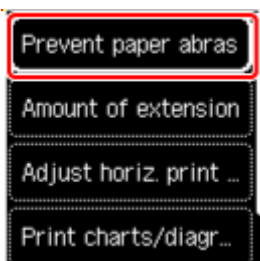 Prevent paper abras
Amount of extension
Adjust horiz. print …
Print charts/diagr…